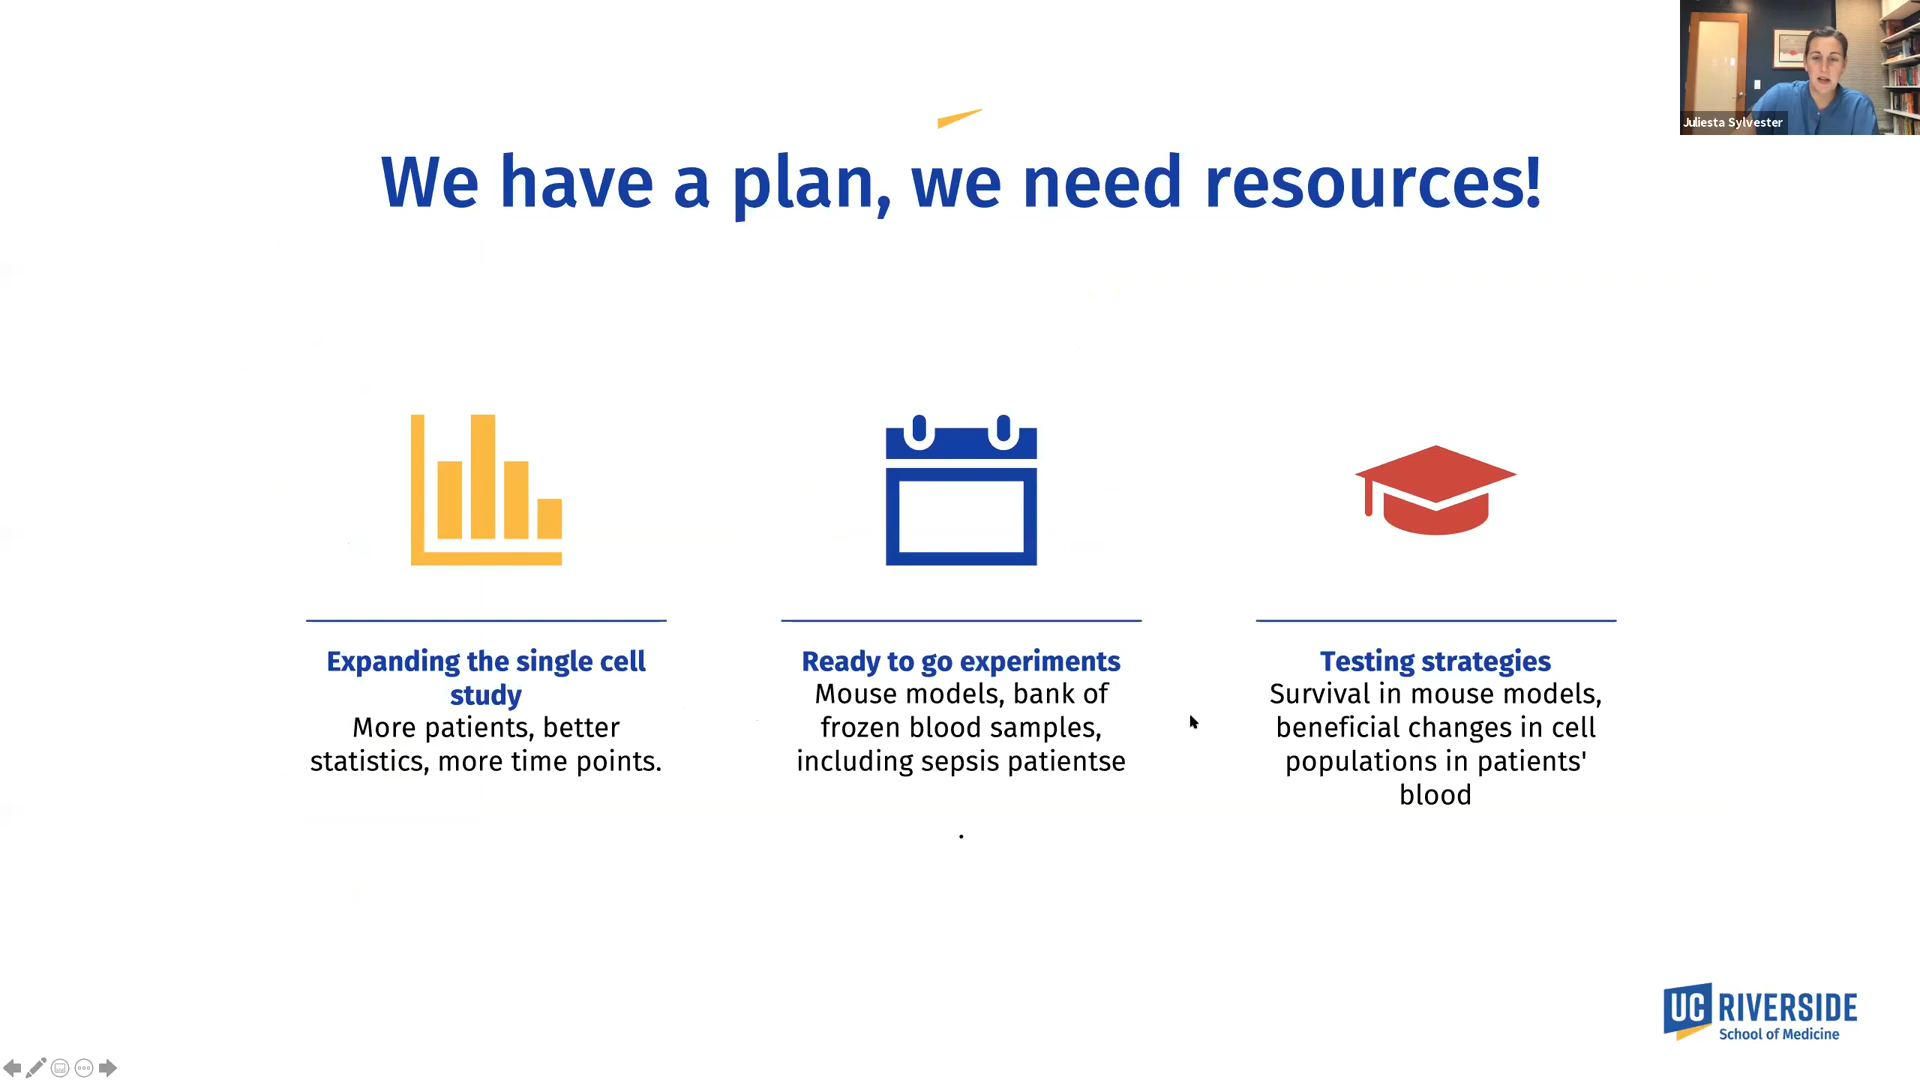 Juliesta Sylvester
We have a plan, we need resources!
Expanding the single cell
study
More patients, better
statistics, more time points.
Ready to go experiments
Mouse models, bank of
frozen blood samples,
including sepsis patientse
.
Testing strategies
Survival in mouse models,
beneficial changes in cell
populations in patients'
blood
UC RIVERSIDE
School of Medicine